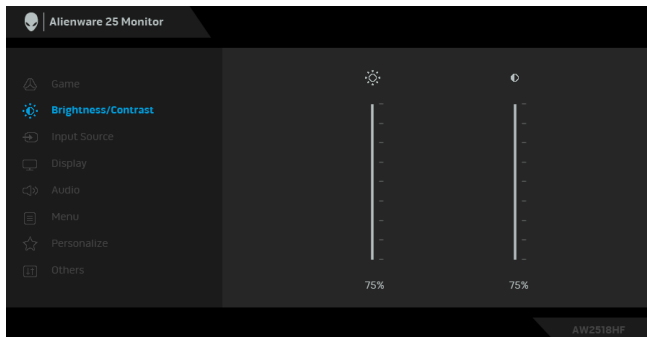 Alienware 25 Monitor
Game
Brightness/Contrast
Input Source
Display
Audio
Menu
Personalize
Others
75%
75%
AW2518HF